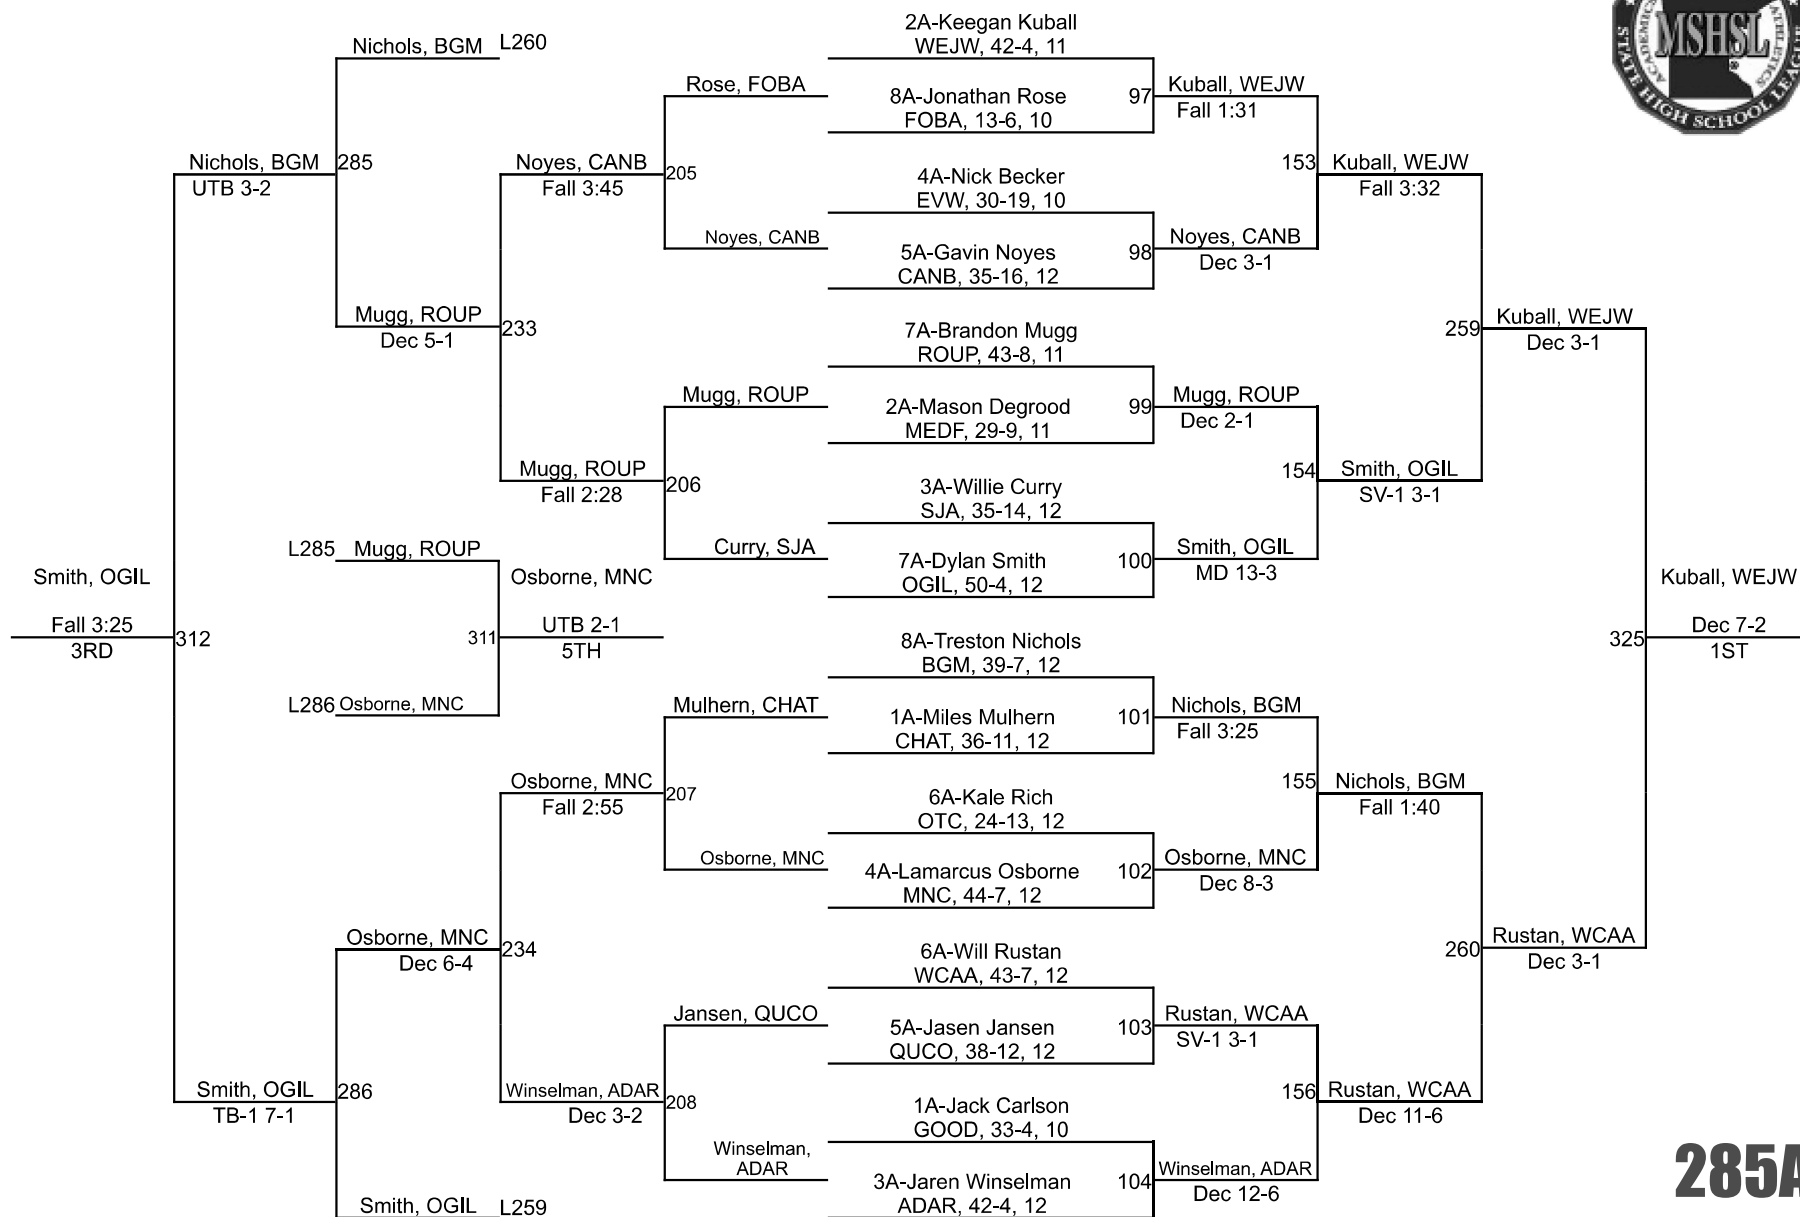 2A-Keegan Kuball
WEJW, 42-4, 11
8A-Jonathan Rose
FOBA, 13-6, 10
4A-Nick Becker
EVW, 30-19, 10
5A-Gavin Noyes
CANB, 35-16, 12
7A-Brandon Mugg
ROUP, 43-8, 11
2A-Mason Degrood
MEDF, 29-9, 11
3A-Willie Curry
SJA, 35-14, 12
7A-Dylan Smith
OGIL, 50-4, 12
8A-Treston Nichols
BGM, 39-7, 12
1A-Miles Mulhern
CHAT, 36-11, 12
6A-Kale Rich
OTC, 24-13, 12
4A-Lamarcus Osborne
MNC, 44-7, 12
6A-Will Rustan
WCAA, 43-7, 12
5A-Jasen Jansen
QUCO, 38-12, 12
1A-Jack Carlson
GOOD, 33-4, 10
3A-Jaren Winselman
ADAR, 42-4, 12
97
Kuball, WEJW
Fall 1:31
98
Noyes, CANB
Dec 3-1
99
Mugg, ROUP
Dec 2-1
100
Smith, OGIL
MD 13-3
101
Nichols, BGM
Fall 3:25
102
Osborne, MNC
Dec 8-3
103
Rustan, WCAA
SV-1 3-1
104
Winselman, ADAR
Dec 12-6
153
Kuball, WEJW
Fall 3:32
154
Smith, OGIL
SV-1 3-1
155
Nichols, BGM
Fall 1:40
156
Rustan, WCAA
Dec 11-6
259
Kuball, WEJW
Dec 3-1
260
Rustan, WCAA
Dec 3-1
325
Kuball, WEJW
Dec 7-2
1ST
Rose, FOBA
Noyes, CANB
Mugg, ROUP
Curry, SJA
Mulhern, CHAT
Osborne, MNC
Jansen, QUCO
Winselman,
ADAR
205
Noyes, CANB
Fall 3:45
206
Mugg, ROUP
Fall 2:28
207
Osborne, MNC
Fall 2:55
208
Winselman, ADAR
Dec 3-2
233
Mugg, ROUP
Dec 5-1
234
Osborne, MNC
Dec 6-4
Nichols, BGM L260
Smith, OGIL L259
285
Nichols, BGM
UTB 3-2
286
Smith, OGIL
TB-1 7-1
L285 Mugg, ROUP
L286 Osborne, MNC
311
Osborne, MNC
UTB 2-1
5TH
312
Smith, OGIL
Fall 3:25
3RD
MSHSL
ACADEMICS
ATHLETICS
STATE HIGH SCHOOL LEAGUE
285A